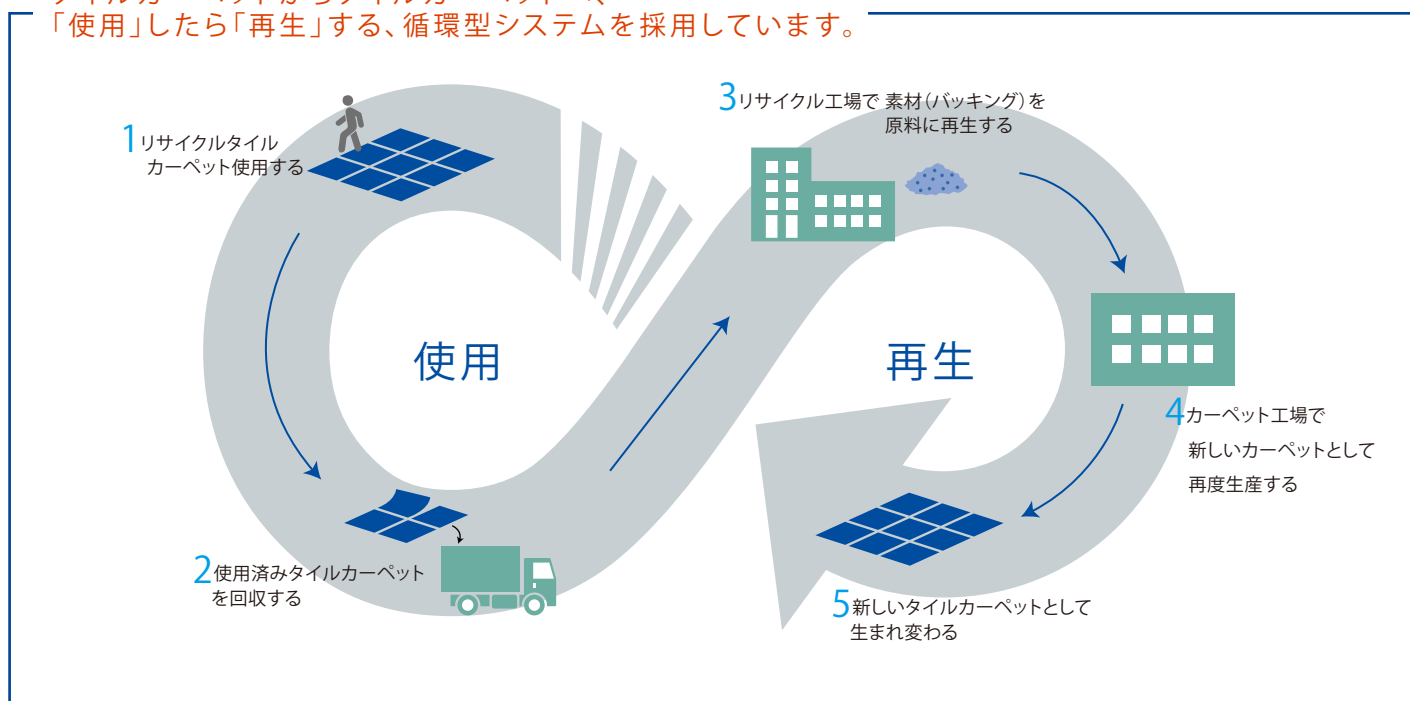 「使用」したら「再生」する、循環型システムを採用しています。
1リサイクルタイル
カーペット使用する
使用
2使用済みタイルカーペット
を回収する
3リサイクル工場で 素材(バッキング)を
原料に再生する
再生
4カーペット工場で
新しいカーペットとして
再度生産する
5新しいタイルカーペットとして
生まれ変わる